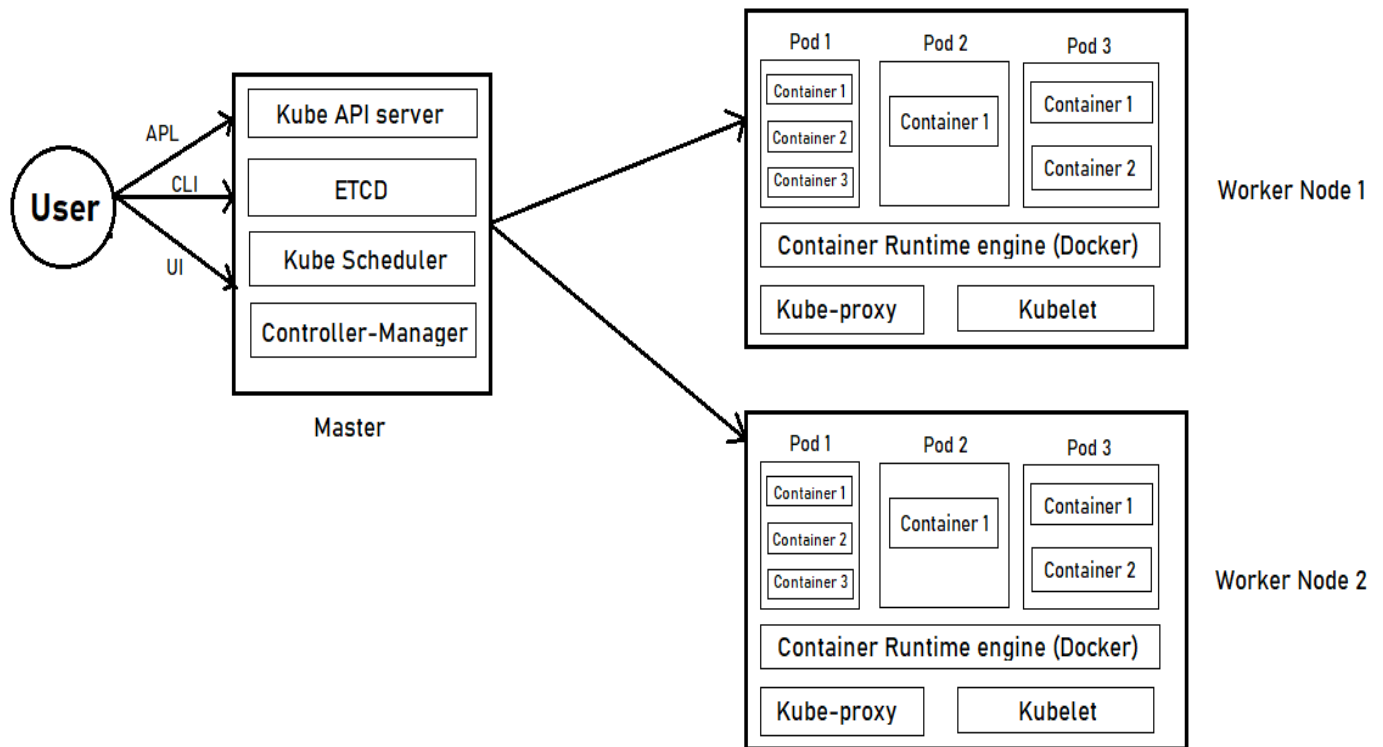 User
APL
CLI
UI
Kube API server
ETCD
Kube Scheduler
Controller-Manager
Master
Pod 1
Container 1
Container 2
Container 3
Pod 2
Container 1
Pod 3
Container 1
Container 2
Container Runtime engine (Docker)
Kube-proxy
Kubelet
Worker Node 1
Pod 1
Container 1
Container 2
Container 3
Pod 2
Container 1
Pod 3
Container 1
Container 2
Container Runtime engine (Docker)
Kube-proxy
Kubelet
Worker Node 2